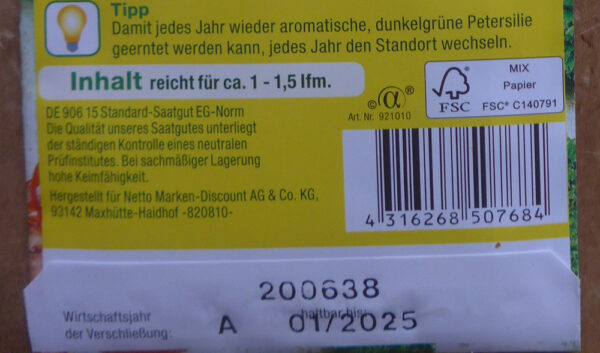 Tipp
Damit jedes Jahr wieder aromatische, dunkelgrüne Petersilie
geerntet werden kann, jedes Jahr den Standort wechseln.
Inhalt reicht für ca. 1 - 1,5 lfm.
DE 906 15 Standard-Saatgut EG-Norm
Die Qualität unseres Saatgutes unterliegt
der ständigen Kontrolle eines neutralen
Prüfinstitutes. Bei sachmäßiger Lagerung
hohe Keimfähigkeit.
Hergestellt für Netto Marken-Discount AG & Co. KG,
93142 Maxhütte-Haidhof -820810-
© α®
Art. Nr. 921010
FSC
MIX
Papier
FSC® C140791
4 316268 507684
200638
Wirtschaftsjahr
der Verschließung:
A
haltbar bis:
01/2025